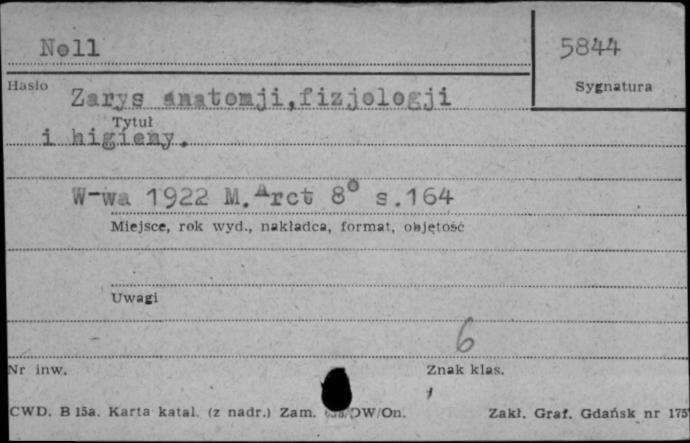 Noll
5844
Hasło
Sygnatura
Zarys anatomji,fizjologji
Tytuł
i higieny.
W-wa 1922 M.Arct 8° s.164
Miejsce, rok wyd., nakładca, format, objętość
Uwagi
6
Nr inw.
Znak klas.
CWD. B 15a. Karta katal. (z nadr.) Zam. DW/On.
Zakł. Graf. Gdańsk nr 175